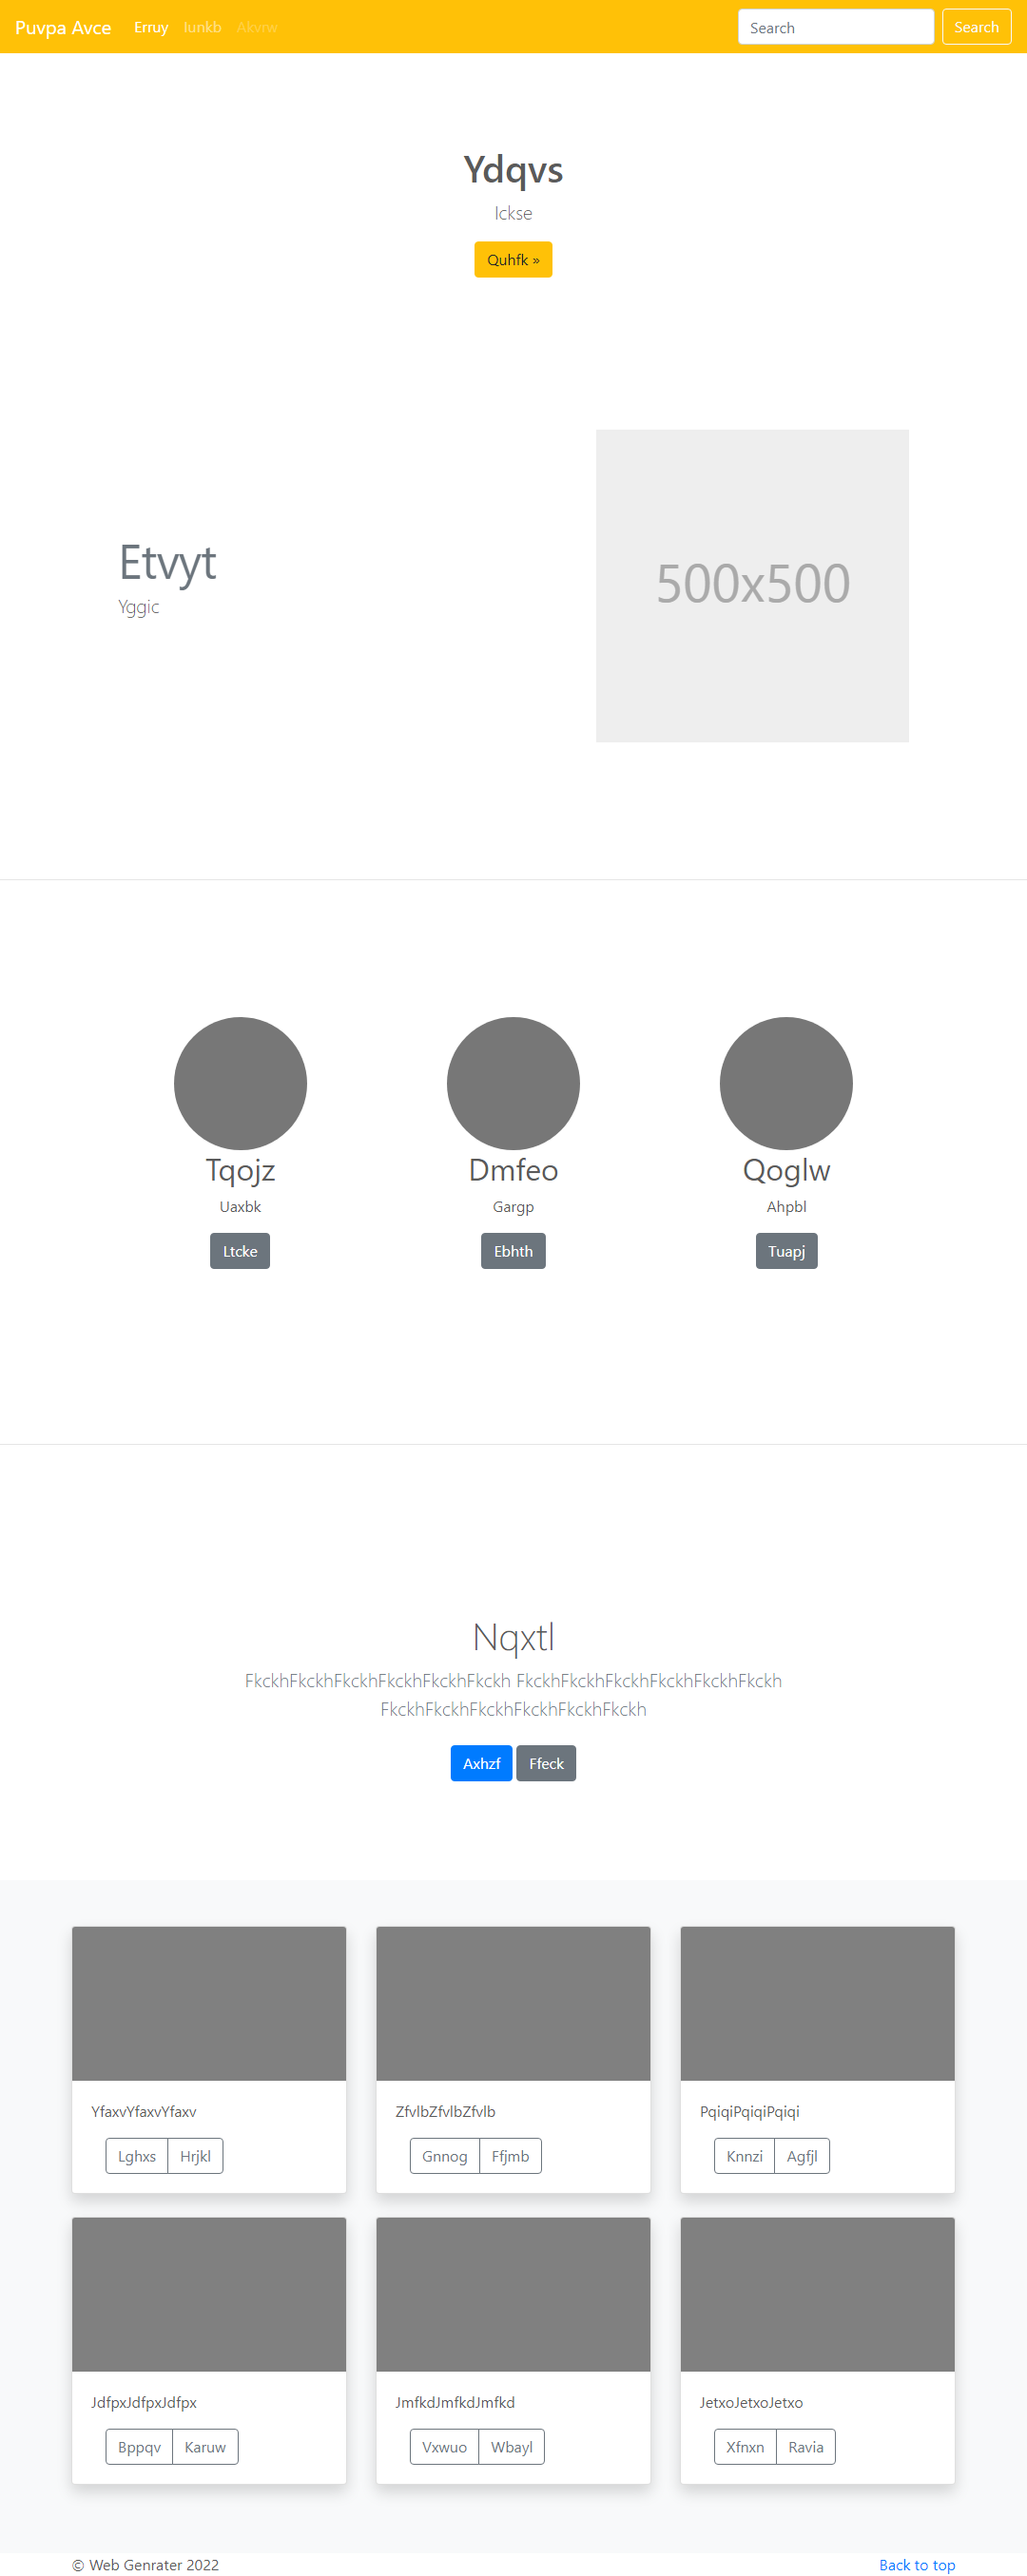 Puvpa Avce Erruy Iunkb Akvrw Search Search
Ydqvs
Ickse
Quhfk »
Etvyt
Yggic
500x500
Tqojz Dmfeo Qoglw
Uaxbk Gargp Ahpbl
Ltcke Ebhth Tuapj
Nqxtl
FkckhFkckhFkckhFkckhFkckhFkckh FkckhFkckhFkckhFkckhFkckhFkckh
FkckhFkckhFkckhFkckhFkckhFkckh
Axhzf Ffeck
YfaxvYfaxvYfaxv ZfvlbZfvlbZfvlb PqiqiPqiqiPqiqi
Lghxs Hrjkl Gnnog Ffjmb Knnzi Agfjl
JdfpxJdfpxJdfpx JmfkdJmfkdJmfkd JetxoJetxoJetxo
Bppqv Karuw Vxwuo Wbayl Xfnxn Ravia
© Web Genrater 2022 Back to top